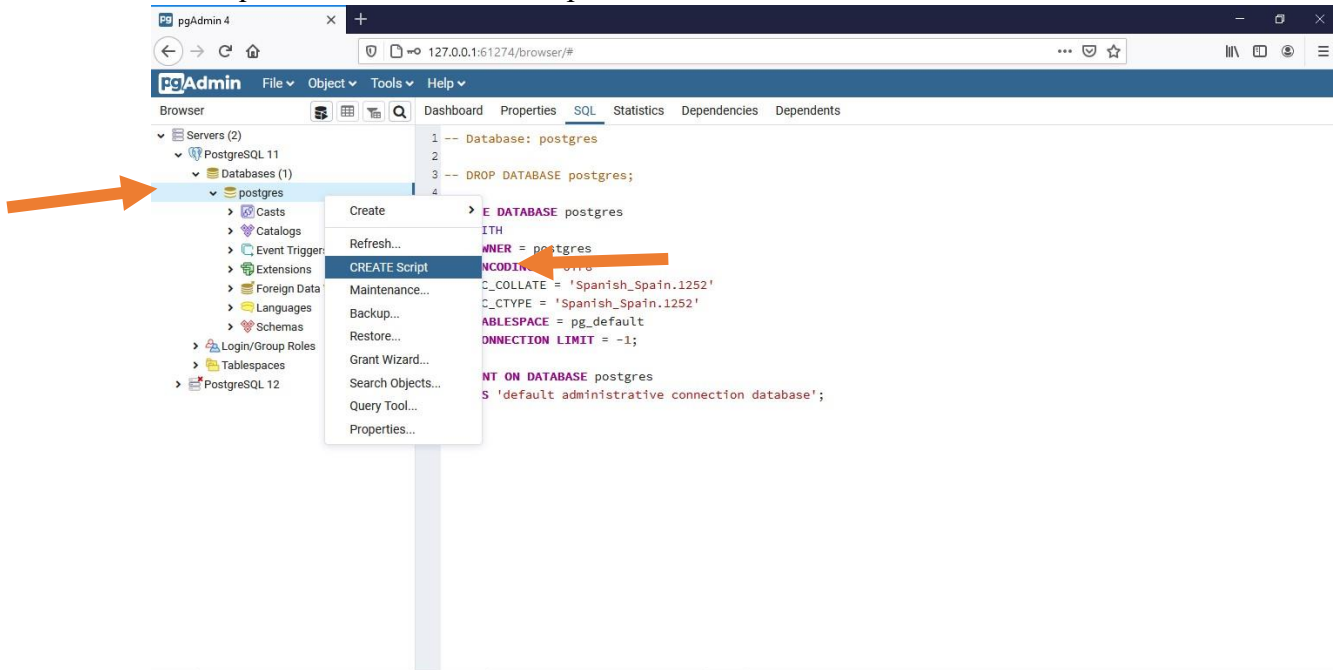 pgAdmin 4
127.0.0.1:61274/browser/#
pgAdmin File Object Tools Help
Browser
Dashboard Properties SQL Statistics Dependencies Dependents
Servers (2)
PostgreSQL 11
Databases (1)
postgres
Casts
Catalogs
Event Trigger
Extensions
Foreign Data
Languages
Schemas
Login/Group Roles
Tablespaces
PostgreSQL 12
Create
Refresh...
CREATE Script
Maintenance...
Backup...
Restore...
Grant Wizard...
Search Objects...
Query Tool...
Properties...
1 -- Database: postgres
2
3 -- DROP DATABASE postgres;
4
E DATABASE postgres
ITH
WNER = postgres
NCODING
C_COLLATE = 'Spanish_Spain.1252'
C_CTYPE = 'Spanish_Spain.1252'
ABLESPACE = pg_default
ONNECTION LIMIT = -1;
NT ON DATABASE postgres
S 'default administrative connection database';